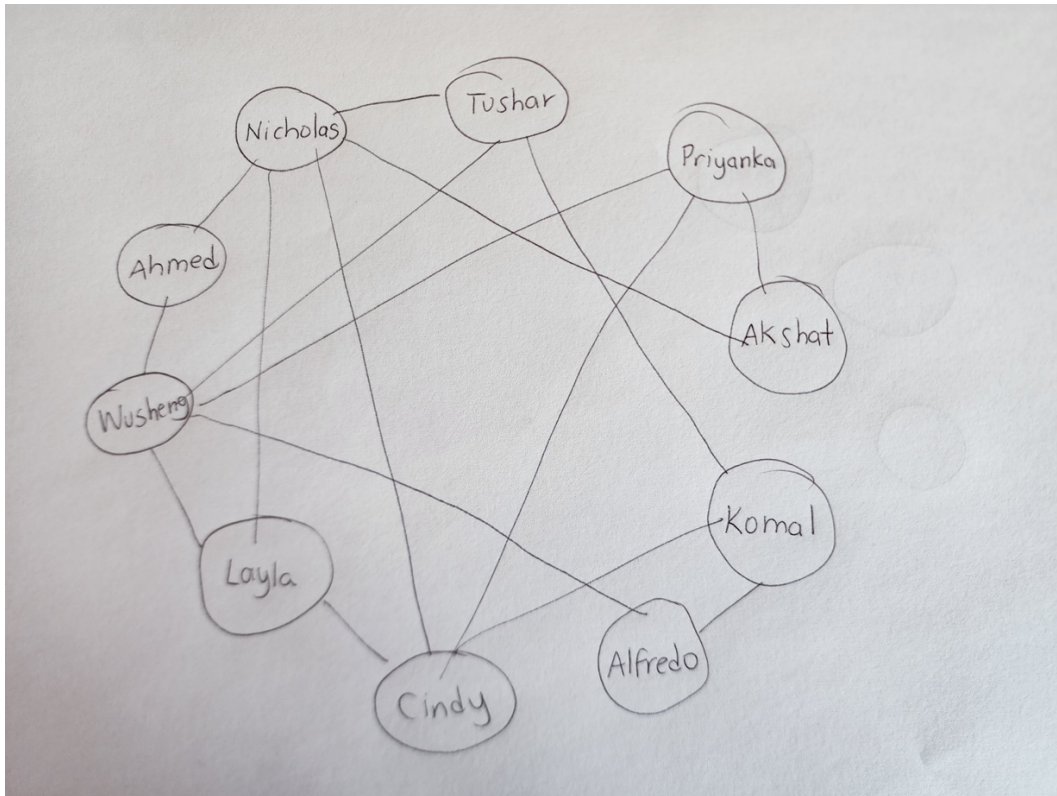 Tushar
Nicholas
Priyanka
Ahmed
Akshat
Wusheng
Komal
Layla
Alfredo
Cindy